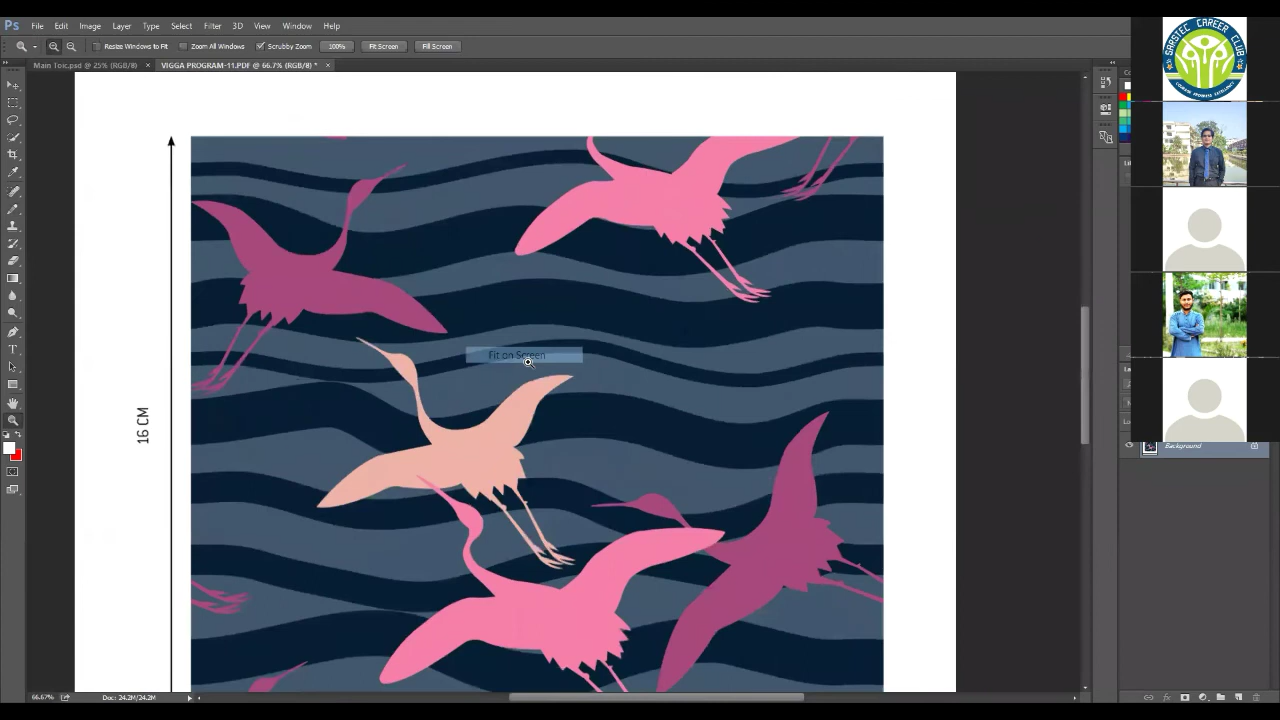 Ps File Edit Image Layer Type Select Filter 3D View Window Help
Resize Windows to Fit Zoom All Windows Scrubby Zoom 100% Fit Screen Fill Screen
Main Toic.psd @ 25% (RGB/8) × VIGGA PROGRAM-11.PDF @ 66.7% (RGB/8) * ×
SARSTEC CAREER CLUB
Fit on Screen
16 CM
Background
66.67% Doc: 24.2M/24.2M